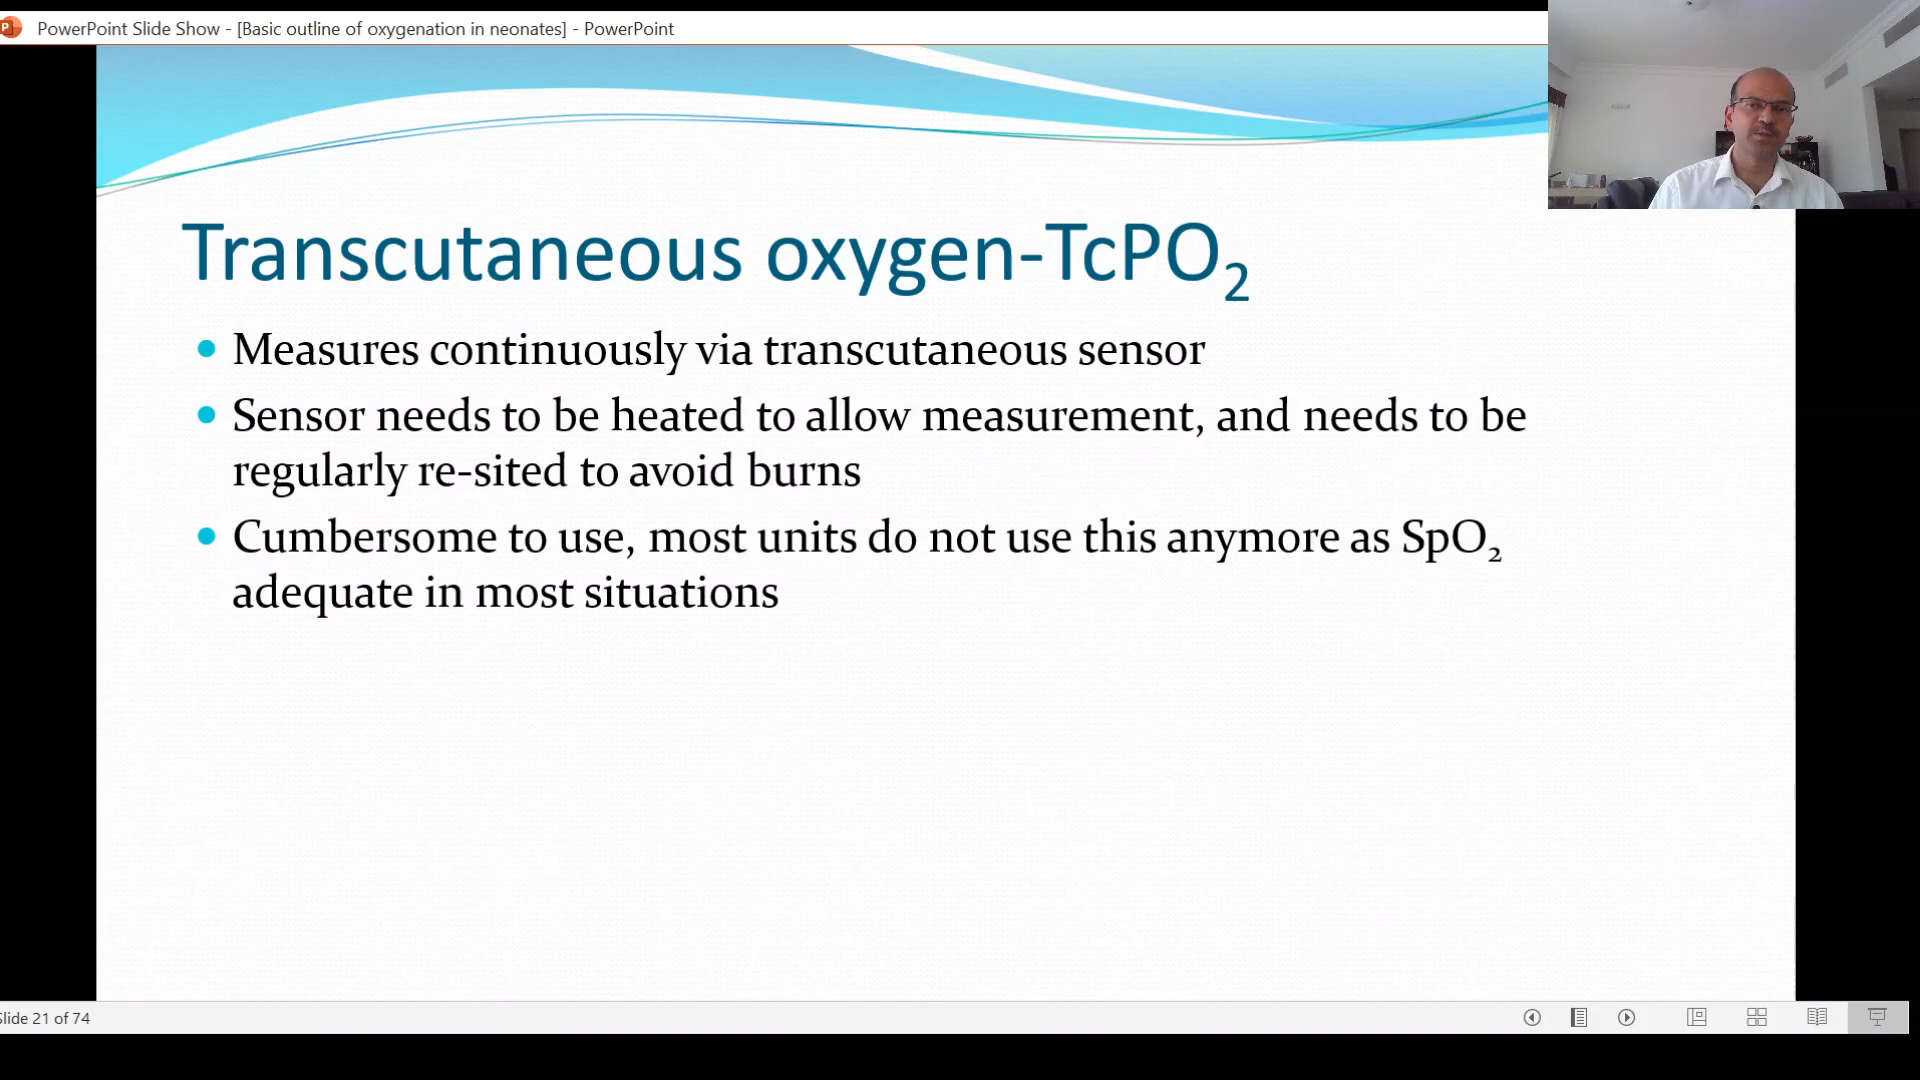 PowerPoint Slide Show - [Basic outline of oxygenation in neonates] - PowerPoint
Transcutaneous oxygen-TcPO₂
• Measures continuously via transcutaneous sensor
• Sensor needs to be heated to allow measurement, and needs to be
regularly re-sited to avoid burns
• Cumbersome to use, most units do not use this anymore as SpO₂
adequate in most situations
Slide 21 of 74